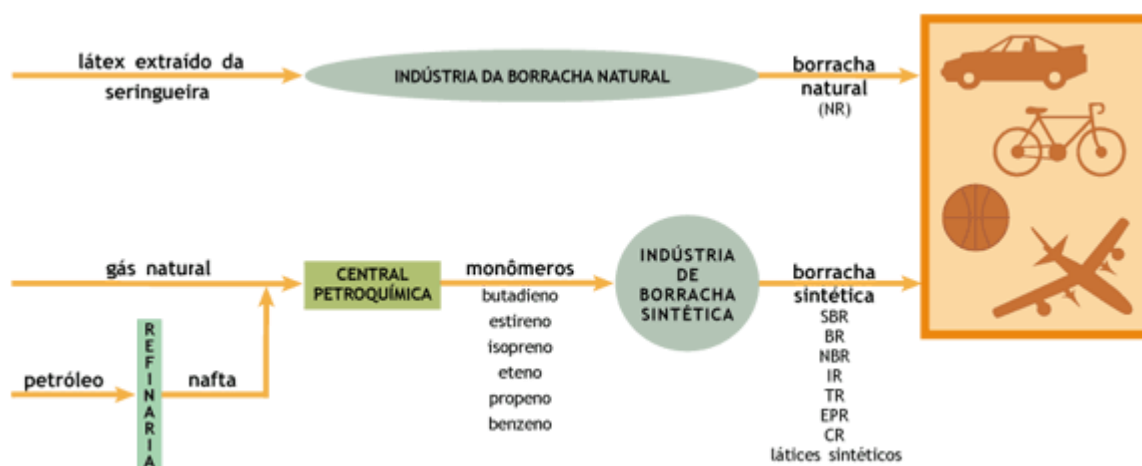 látex extraído da
seringueira
INDÚSTRIA DA BORRACHA NATURAL
borracha
natural
(NR)
gás natural
CENTRAL
PETROQUÍMICA
monômeros
butadieno
estireno
isopreno
eteno
propeno
benzeno
INDÚSTRIA
DE
BORRACHA
SINTÉTICA
borracha
sintética
SBR
BR
NBR
IR
TR
EPR
CR
látices sintéticos
petróleo
REFINARIA
nafta